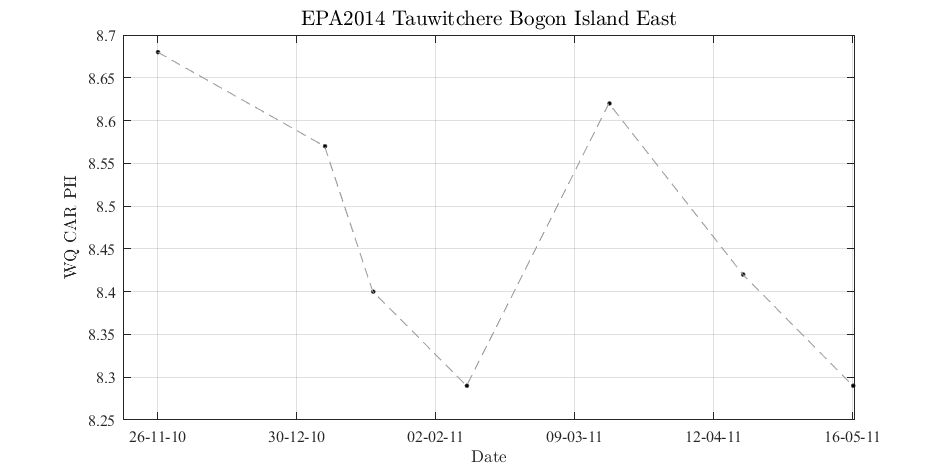 EPA2014 Tauwitchere Bogon Island East
8.7
8.65
8.6
8.55
8.5
8.45
8.4
8.35
8.3
8.25
WQ CAR PH
26-11-10 30-12-10 02-02-11 09-03-11 12-04-11 16-05-11
Date